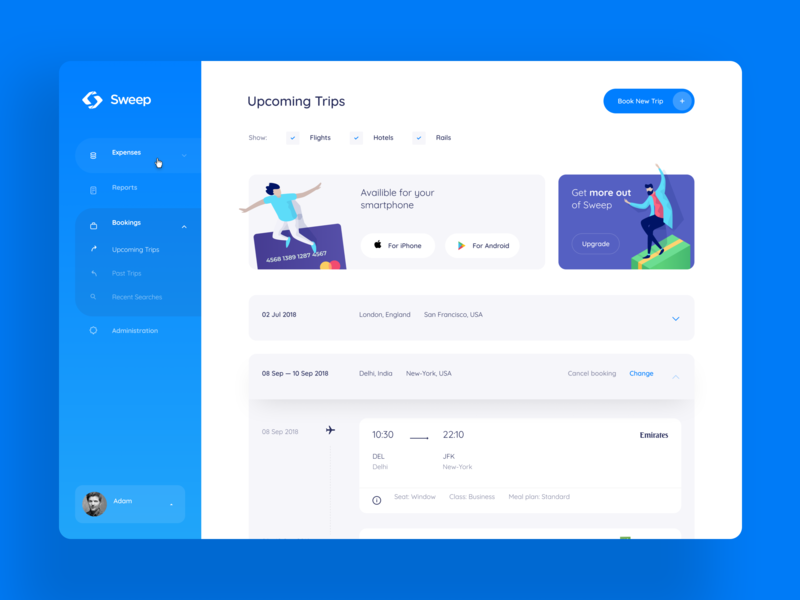 Sweep
Expenses
Reports
Bookings
Upcoming Trips
Past Trips
Recent Searches
Administration
Adam
Upcoming Trips
Book New Trip +
Show: Flights Hotels Rails
Availible for your
smartphone
4568 1389 1287 4567
For iPhone For Android
Get more out
of Sweep
Upgrade
02 Jul 2018 London, England San Francisco, USA
08 Sep — 10 Sep 2018 Delhi, India New-York, USA Cancel booking Change
08 Sep 2018
10:30 22:10 Emirates
DEL JFK
Delhi New-York
Seat: Window Class: Business Meal plan: Standard